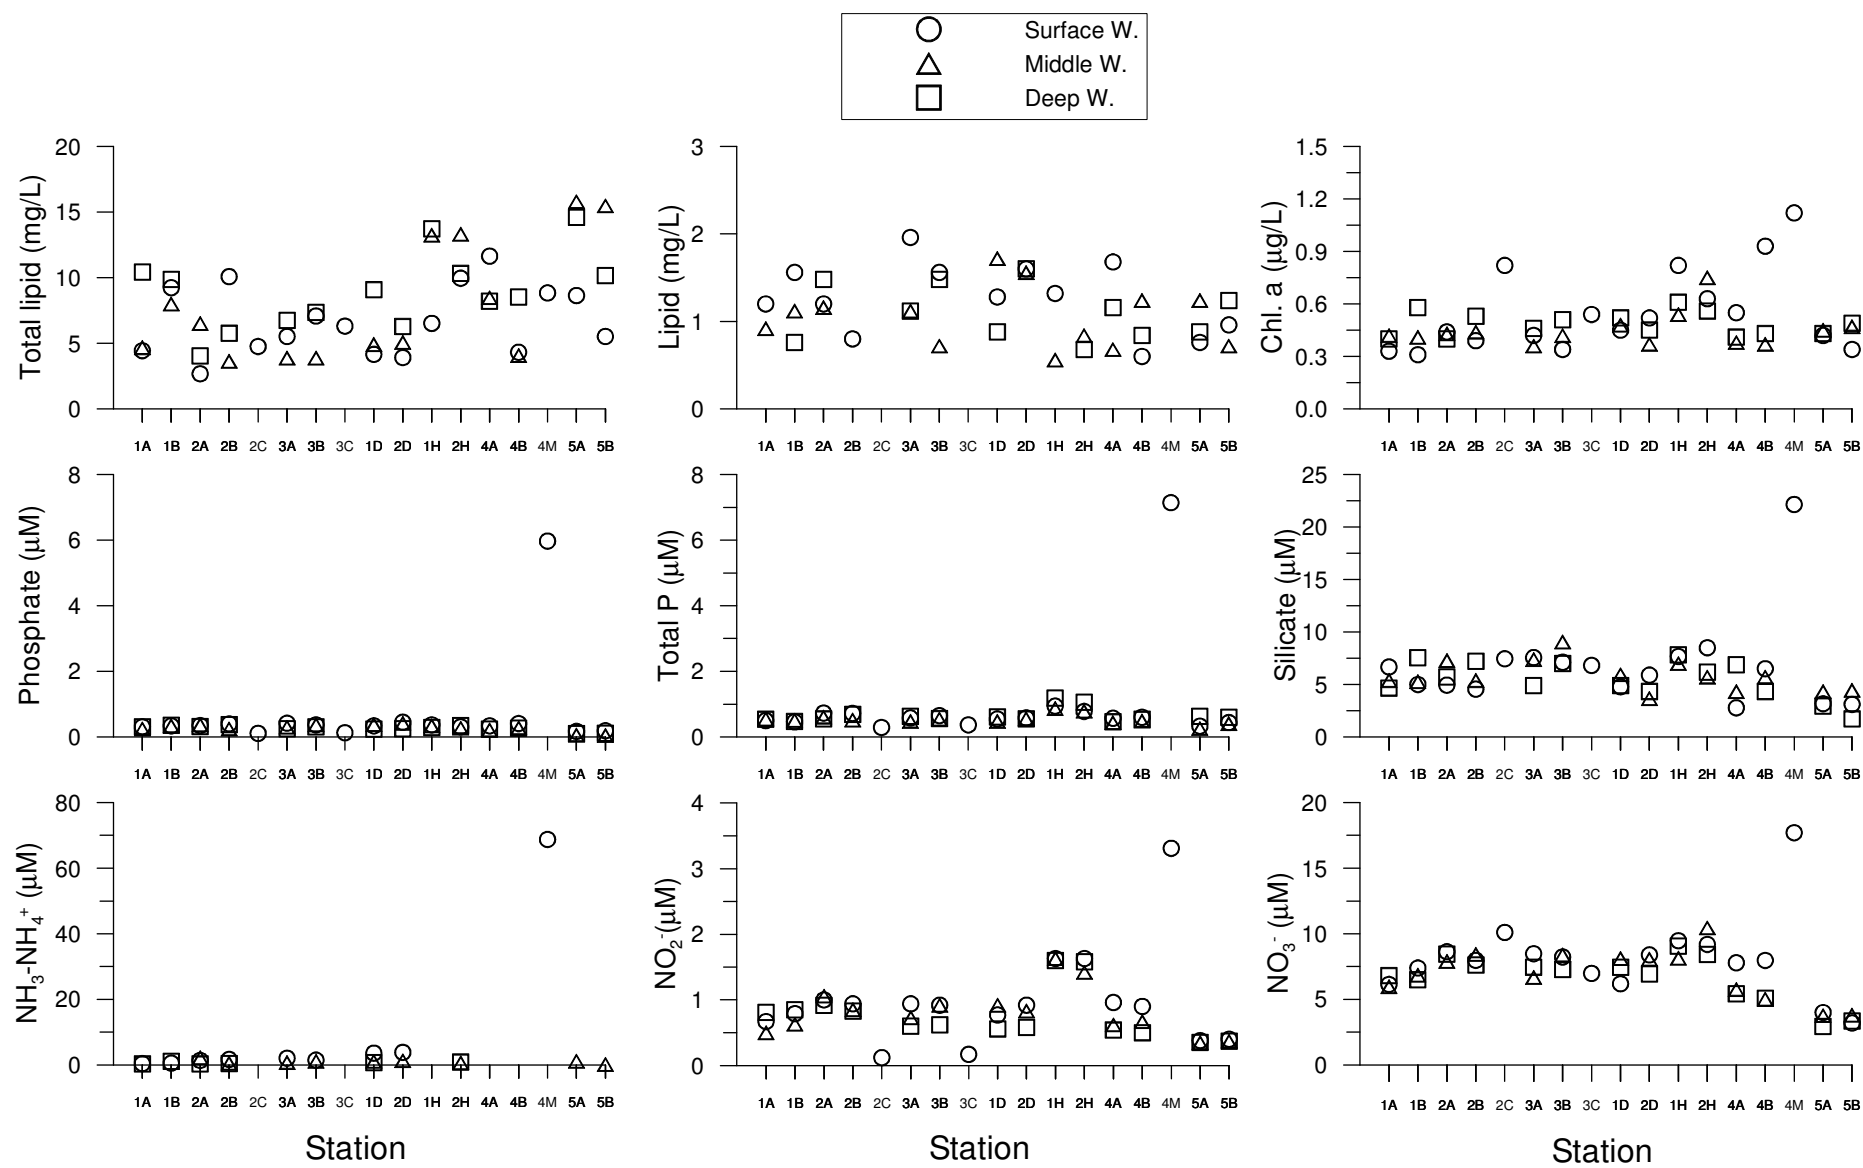 Surface W.
Middle W.
Deep W.
Total lipid (mg/L)
20
15
10
5
0
1A 1B 2A 2B 2C 3A 3B 3C 1D 2D 1H 2H 4A 4B 4M 5A 5B
Lipid (mg/L)
3
2
1
0
1A 1B 2A 2B 2C 3A 3B 3C 1D 2D 1H 2H 4A 4B 4M 5A 5B
Chl. a (µg/L)
1.5
1.2
0.9
0.6
0.3
0.0
1A 1B 2A 2B 2C 3A 3B 3C 1D 2D 1H 2H 4A 4B 4M 5A 5B
Phosphate (µM)
8
6
4
2
0
1A 1B 2A 2B 2C 3A 3B 3C 1D 2D 1H 2H 4A 4B 4M 5A 5B
Total P (µM)
8
6
4
2
0
1A 1B 2A 2B 2C 3A 3B 3C 1D 2D 1H 2H 4A 4B 4M 5A 5B
Silicate (µM)
25
20
15
10
5
0
1A 1B 2A 2B 2C 3A 3B 3C 1D 2D 1H 2H 4A 4B 4M 5A 5B
NH₃-NH₄⁺ (µM)
80
60
40
20
0
1A 1B 2A 2B 2C 3A 3B 3C 1D 2D 1H 2H 4A 4B 4M 5A 5B
Station
NO₂⁻(µM)
4
3
2
1
0
1A 1B 2A 2B 2C 3A 3B 3C 1D 2D 1H 2H 4A 4B 4M 5A 5B
Station
NO₃⁻ (µM)
20
15
10
5
0
1A 1B 2A 2B 2C 3A 3B 3C 1D 2D 1H 2H 4A 4B 4M 5A 5B
Station